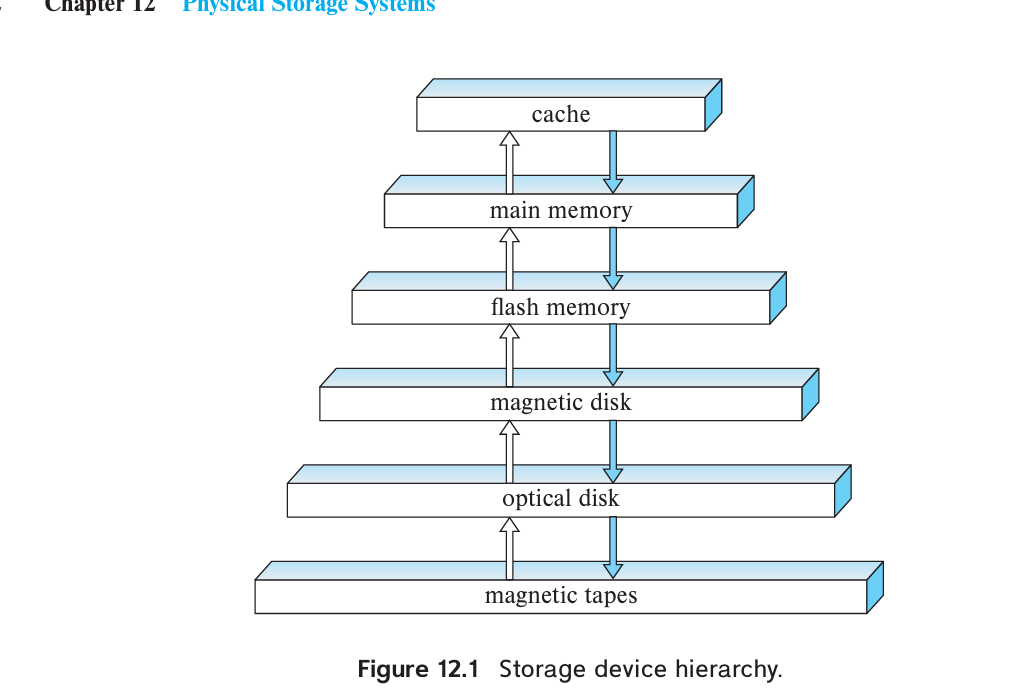 Chapter 12 Physical Storage Systems
cache
main memory
flash memory
magnetic disk
optical disk
magnetic tapes
Figure 12.1 Storage device hierarchy.